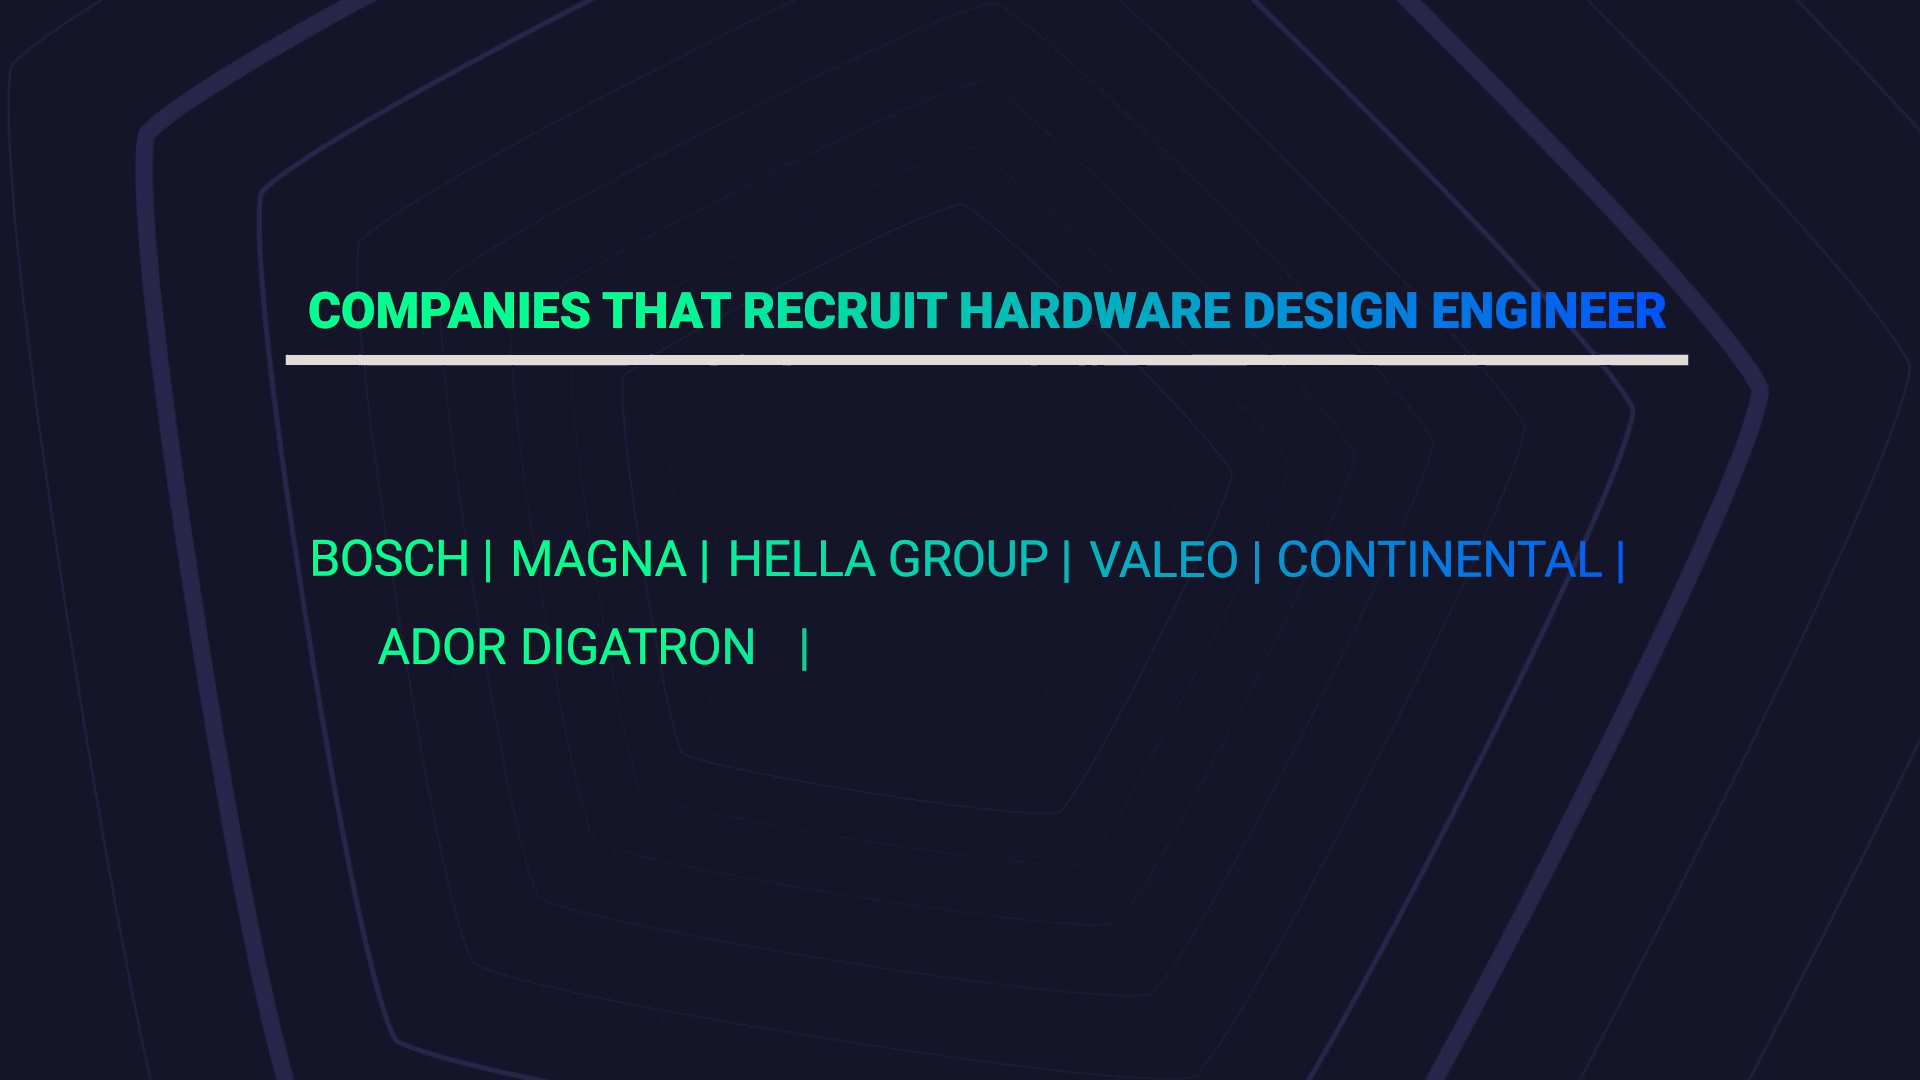 COMPANIES THAT RECRUIT HARDWARE DESIGN ENGINEER
BOSCH | MAGNA | HELLA GROUP | VALEO | CONTINENTAL |
ADOR DIGATRON |